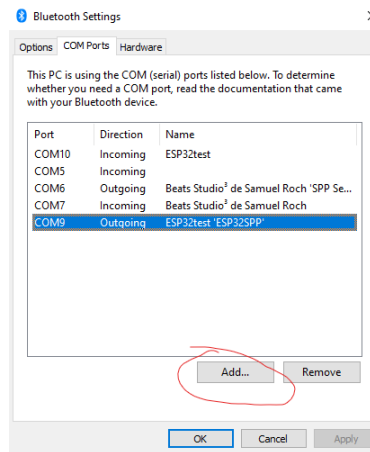 Bluetooth Settings
Options COM Ports Hardware
This PC is using the COM (serial) ports listed below. To determine
whether you need a COM port, read the documentation that came
with your Bluetooth device.
Port Direction Name
COM10 Incoming ESP32test
COM5 Incoming
COM6 Outgoing Beats Studio³ de Samuel Roch 'SPP Se...
COM7 Incoming Beats Studio³ de Samuel Roch
COM9 Outgoing ESP32test 'ESP32SPP'
Add... Remove
OK Cancel Apply